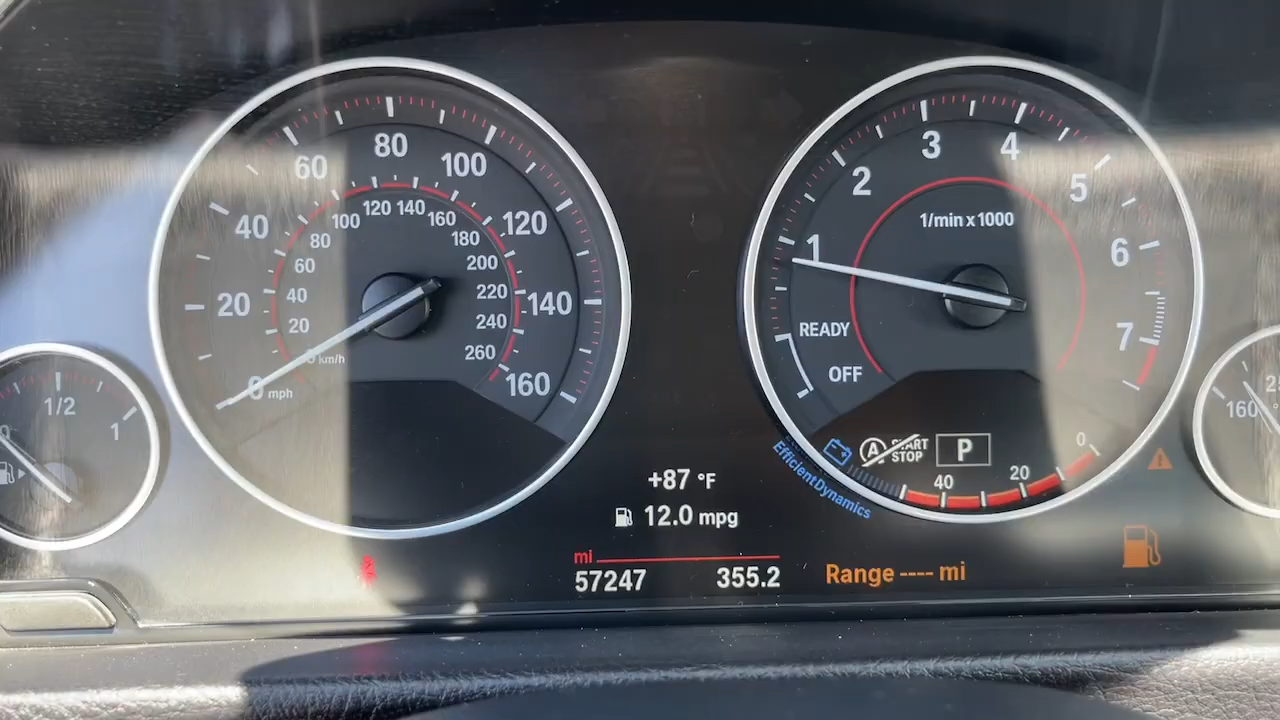 80
60
100
40
120
20
140
0 mph
160
120
140
100
160
80
180
60
200
40
220
20
240
km/h
260
1/2
1
3
4
2
5
1/min x 1000
1
6
READY
7
OFF
A START
STOP
P
0
20
40
EfficientDynamics
+87 °F
12.0 mpg
mi
57247
355.2
Range ---- mi
160